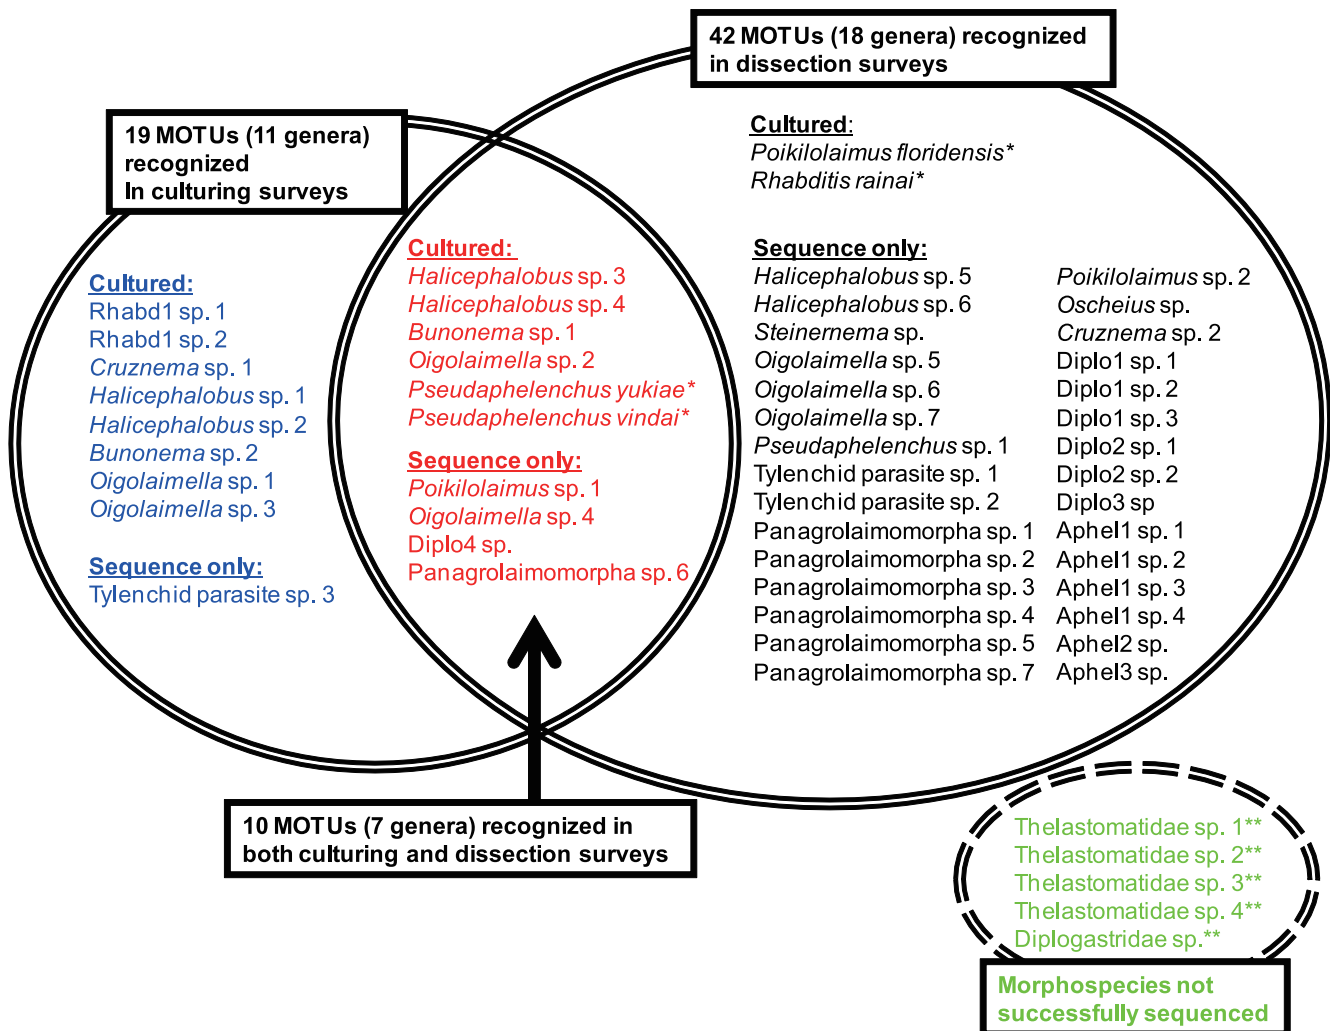 42 MOTUs (18 genera) recognized
in dissection surveys
19 MOTUs (11 genera)
recognized
In culturing surveys
Cultured:
Rhabd1 sp. 1
Rhabd1 sp. 2
Cruznema sp. 1
Halicephalobus sp. 1
Halicephalobus sp. 2
Bunonema sp. 2
Oigolaimella sp. 1
Oigolaimella sp. 3
Sequence only:
Tylenchid parasite sp. 3
Cultured:
Halicephalobus sp. 3
Halicephalobus sp. 4
Bunonema sp. 1
Oigolaimella sp. 2
Pseudaphelenchus yukiae*
Pseudaphelenchus vindai*
Sequence only:
Poikilolaimus sp. 1
Oigolaimella sp. 4
Diplo4 sp.
Panagrolaimomorpha sp. 6
Cultured:
Poikilolaimus floridensis*
Rhabditis rainai*
Sequence only:
Halicephalobus sp. 5
Halicephalobus sp. 6
Steinernema sp.
Oigolaimella sp. 5
Oigolaimella sp. 6
Oigolaimella sp. 7
Pseudaphelenchus sp. 1
Tylenchid parasite sp. 1
Tylenchid parasite sp. 2
Panagrolaimomorpha sp. 1
Panagrolaimomorpha sp. 2
Panagrolaimomorpha sp. 3
Panagrolaimomorpha sp. 4
Panagrolaimomorpha sp. 5
Panagrolaimomorpha sp. 7
Poikilolaimus sp. 2
Oscheius sp.
Cruznema sp. 2
Diplo1 sp. 1
Diplo1 sp. 2
Diplo1 sp. 3
Diplo2 sp. 1
Diplo2 sp. 2
Diplo3 sp
Aphel1 sp. 1
Aphel1 sp. 2
Aphel1 sp. 3
Aphel1 sp. 4
Aphel2 sp.
Aphel3 sp.
10 MOTUs (7 genera) recognized in
both culturing and dissection surveys
Thelastomatidae sp. 1**
Thelastomatidae sp. 2**
Thelastomatidae sp. 3**
Thelastomatidae sp. 4**
Diplogastridae sp.**
Morphospecies not
successfully sequenced